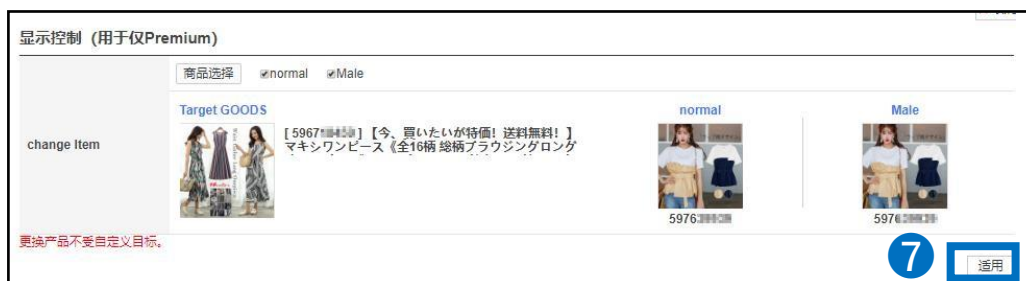 显示控制 (用于仅Premium)
商品选择 normal Male
Target GOODS normal Male
change Item
[5967 】【今、買いたいが特価! 送料無料! 】
マキシワンピース《全16柄 総柄ブラウジングロング
5976
5976
更换产品不受自定义目标。
7 适用